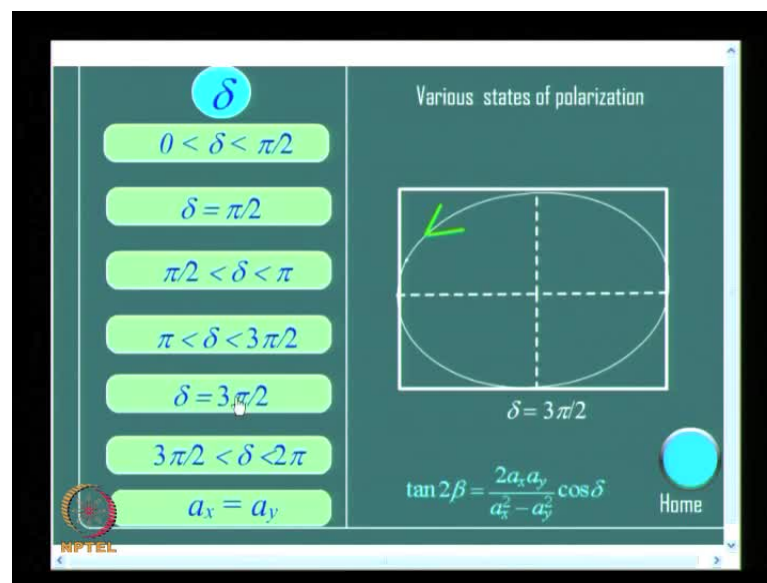 δ
0 < δ < π/2
δ = π/2
π/2 < δ < π
π < δ < 3π/2
δ = 3π/2
3π/2 < δ <2π
a_x = a_y
NPTEL
Various states of polarization
δ = 3π/2
tan 2β = \frac{2a_x a_y}{a_x^2 − a_y^2} cos δ
Home